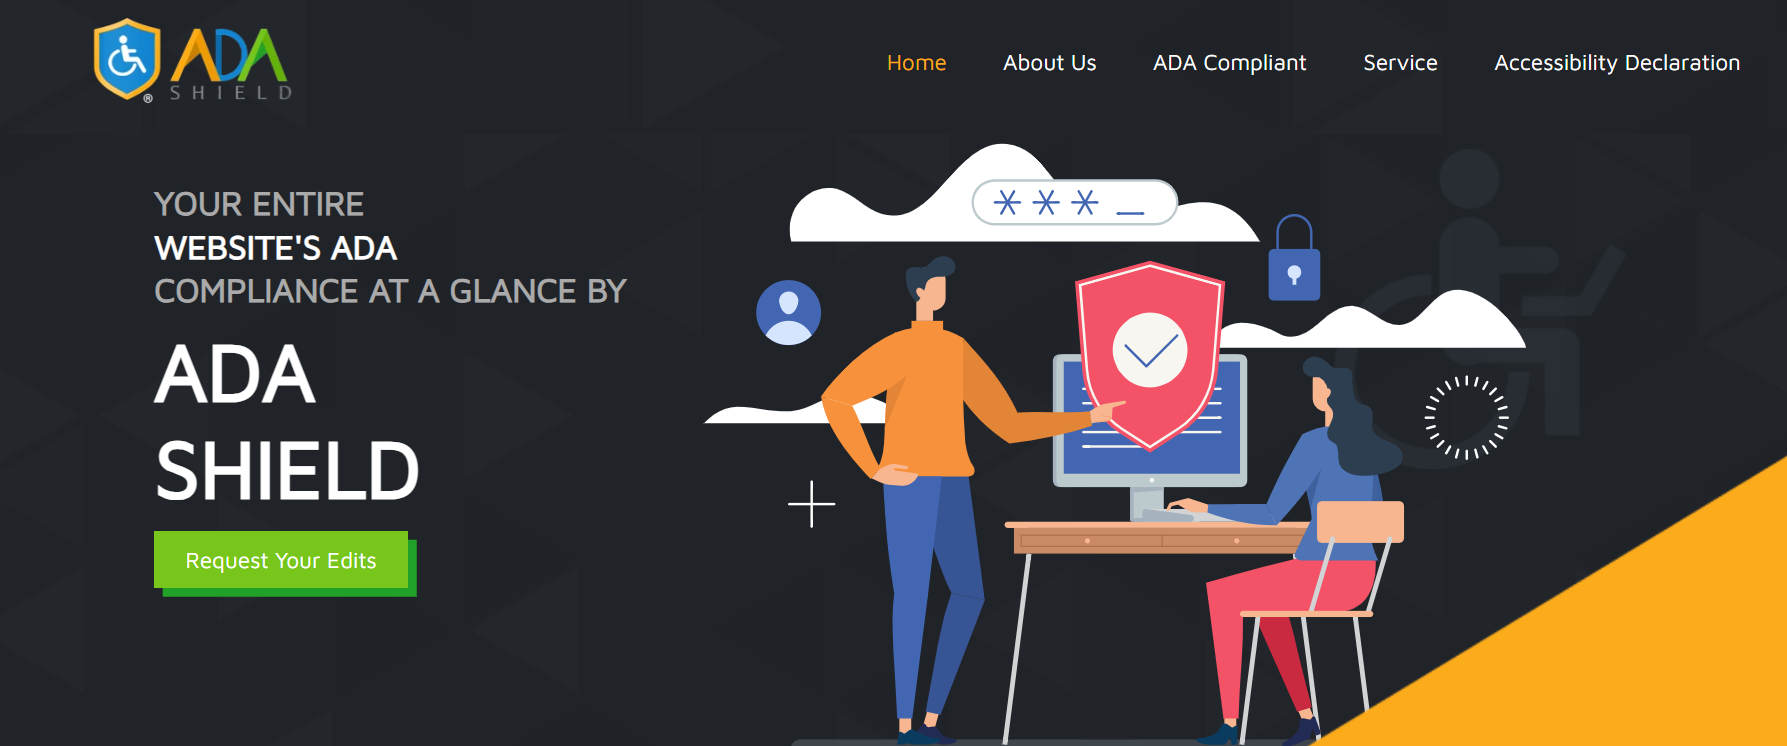 ADA
SHIELD
®
Home About Us ADA Compliant Service Accessibility Declaration
YOUR ENTIRE
WEBSITE'S ADA
COMPLIANCE AT A GLANCE BY
ADA
SHIELD
Request Your Edits